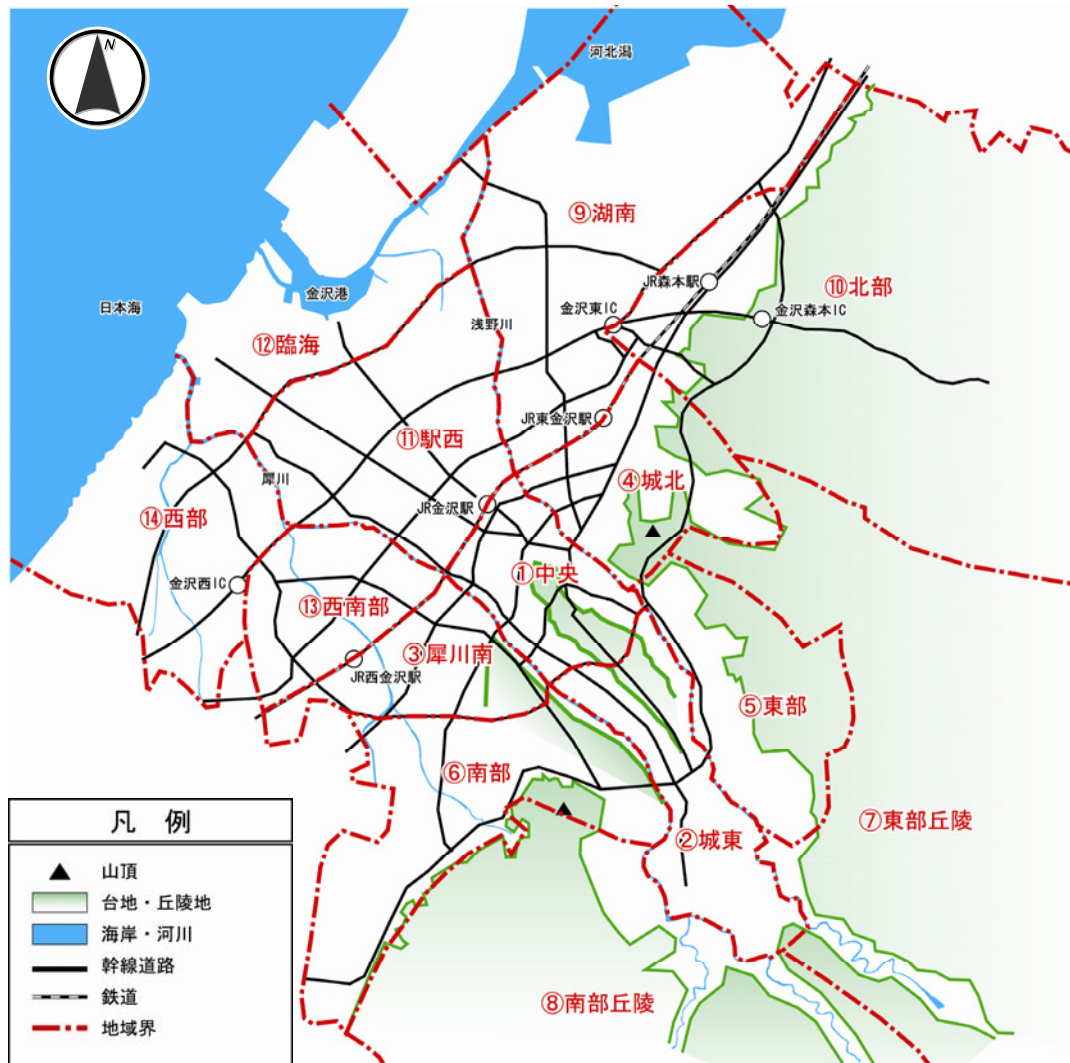 N
河北潟
⑨湖南
JR森本駅
⑩北部
日本海
金沢港
浅野川
金沢東IC
金沢森本IC
⑫臨海
JR東金沢駅
⑪駅西
犀川
④城北
JR金沢駅
⑭西部
①中央
金沢西IC
⑬西南部
③犀川南
JR西金沢駅
⑤東部
⑥南部
⑦東部丘陵
②城東
⑧南部丘陵
凡 例
山頂
台地・丘陵地
海岸・河川
幹線道路
鉄道
地域界